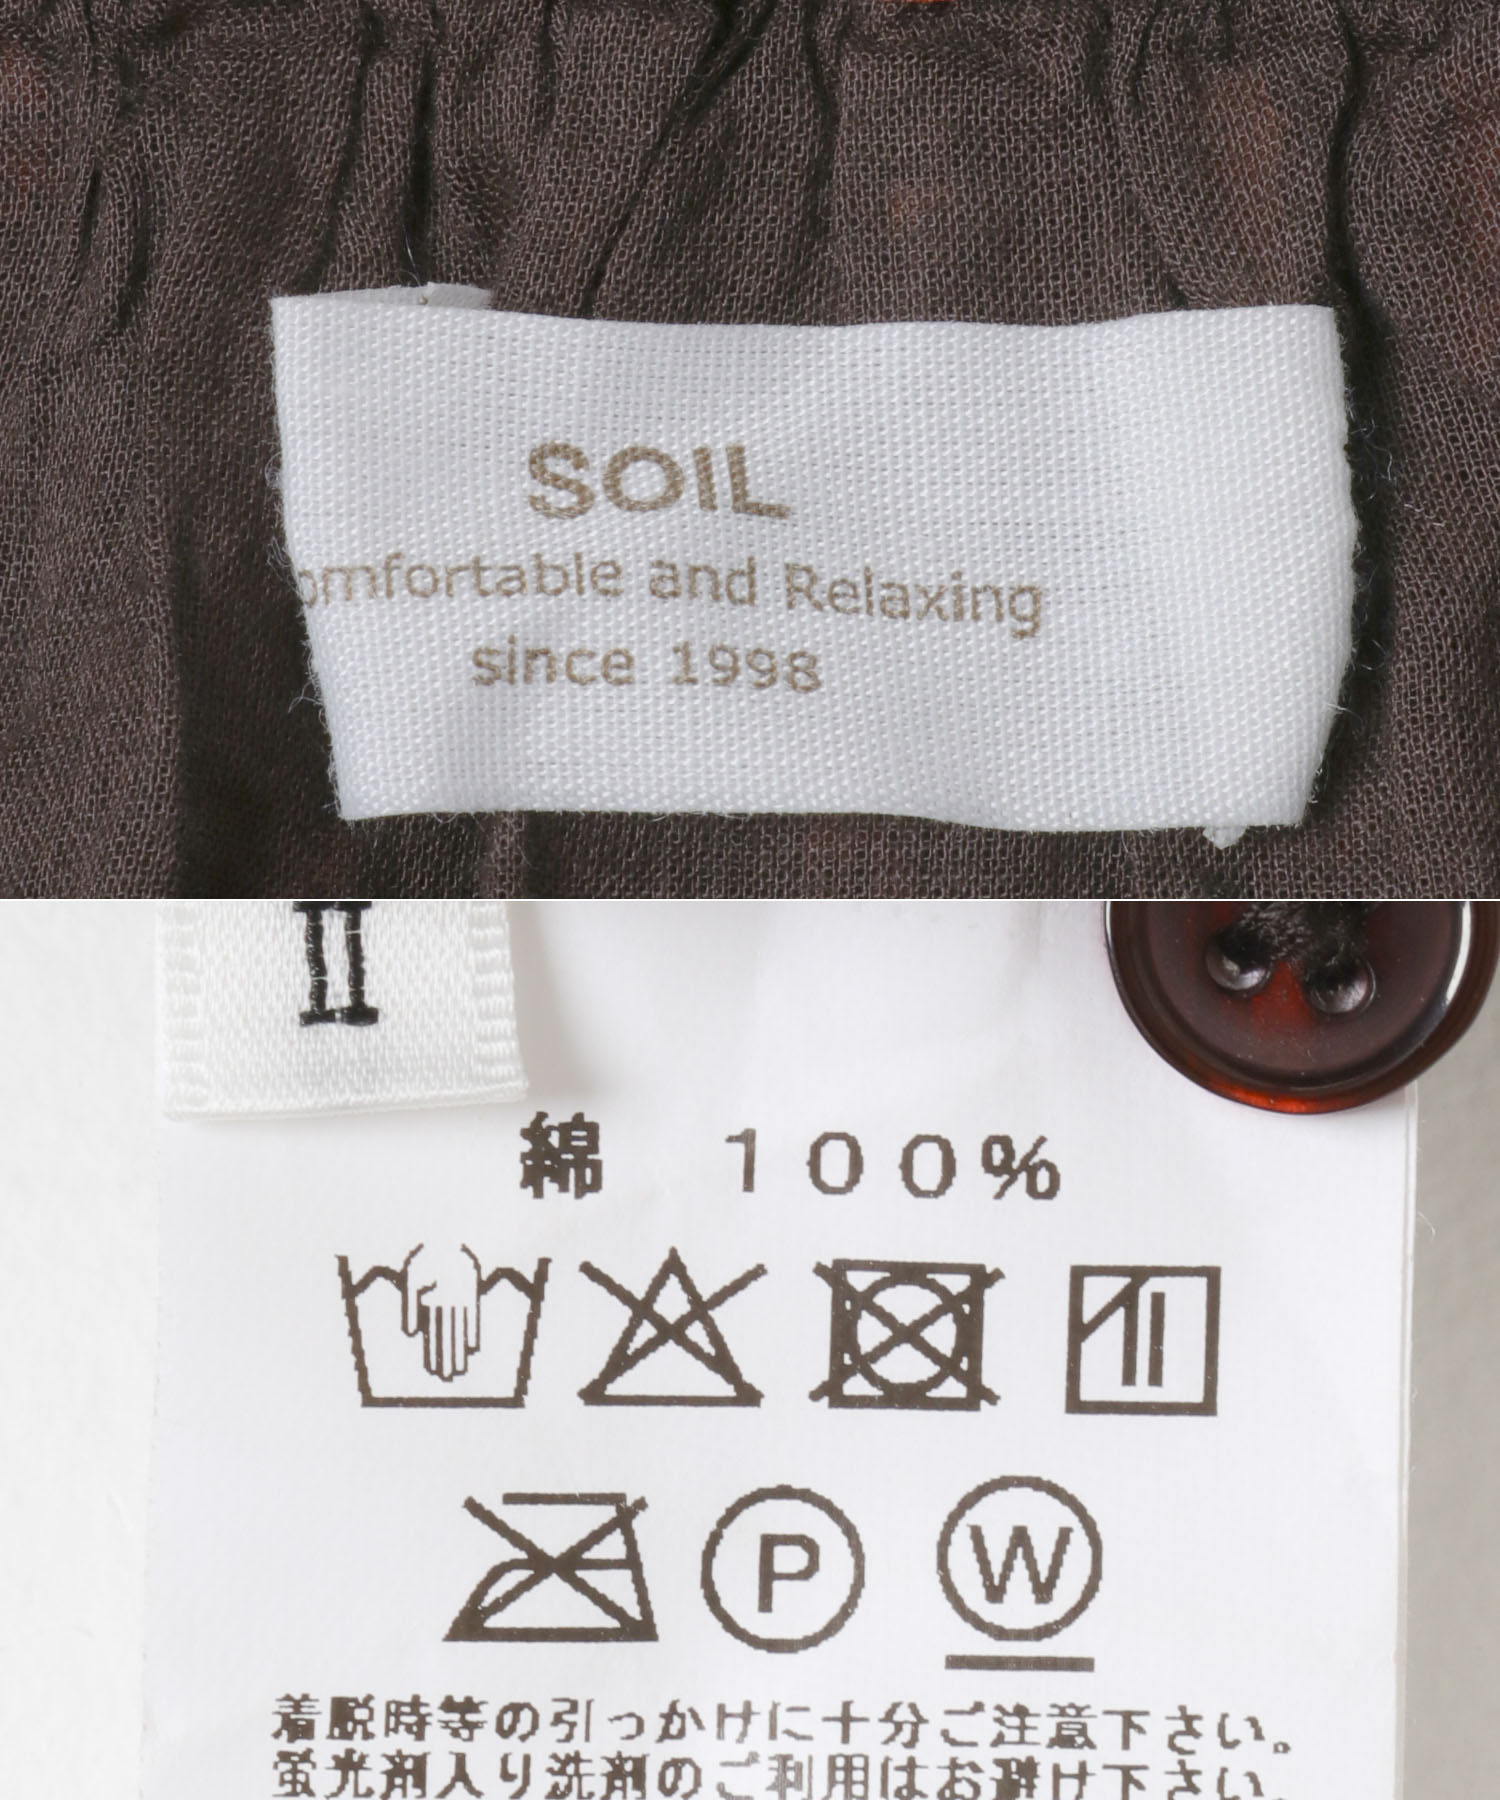 SOIL
omfortable and Relaxing
since 1998
II
綿 100%
P W
着脱時等の引っかけに十分ご注意下さい。
蛍光剤入り洗剤のご利用はお避け下さい。